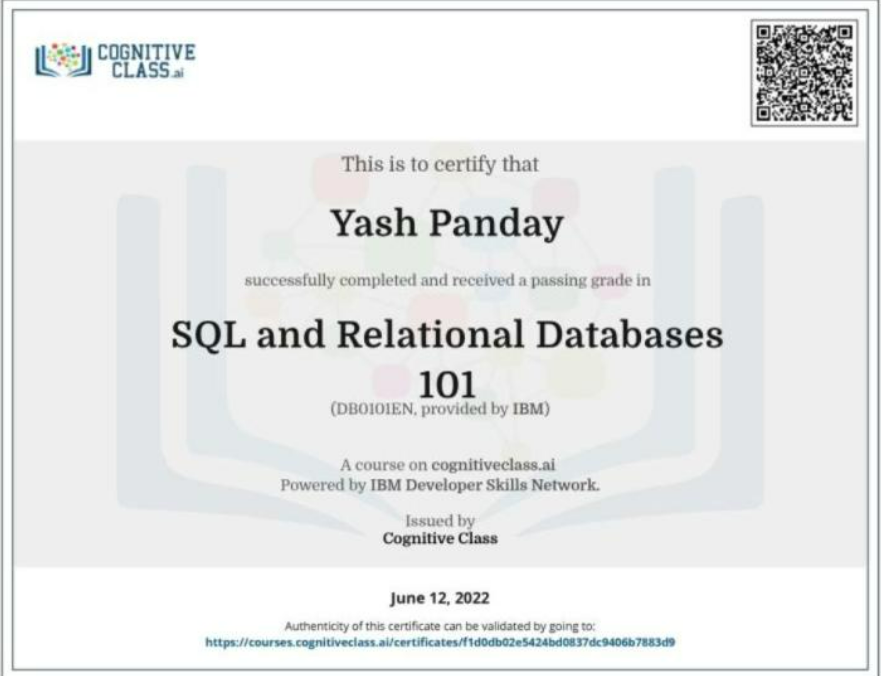 COGNITIVE
CLASS.ai
This is to certify that
Yash Panday
successfully completed and received a passing grade in
SQL and Relational Databases
101
(DB0101EN, provided by IBM)
A course on cognitiveclass.ai
Powered by IBM Developer Skills Network.
Issued by
Cognitive Class
June 12, 2022
Authenticity of this certificate can be validated by going to:
https://courses.cognitiveclass.ai/certificates/f1d0db02e5424bd0837dc9406b7883d9